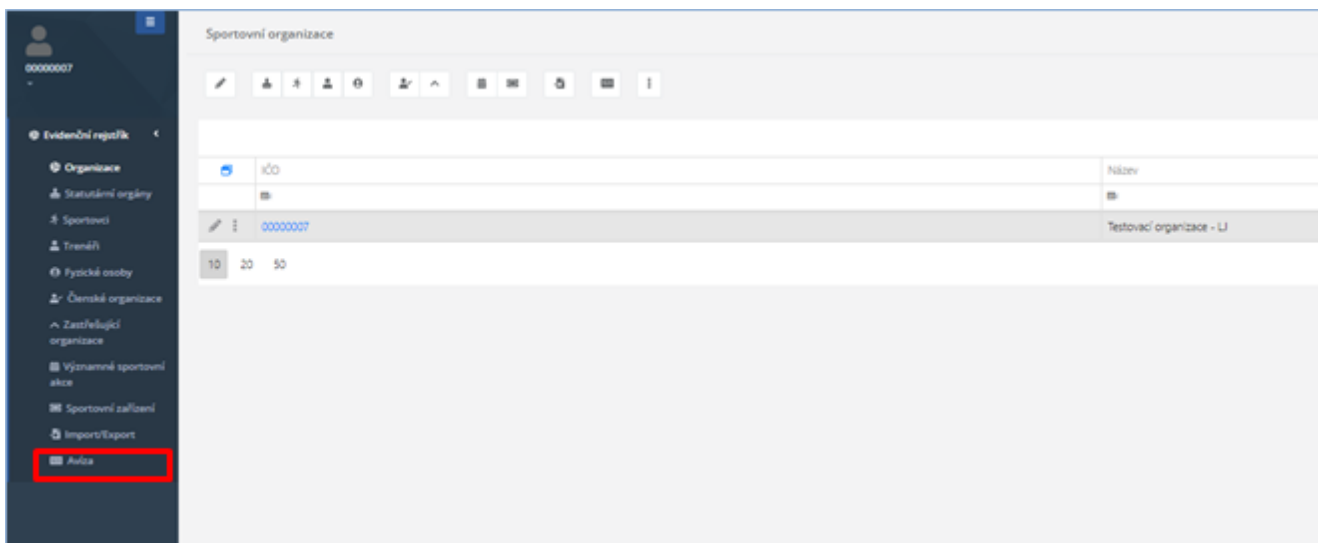 Sportovní organizace
00000007
Evidenční rejstřík
Organizace
Statutární orgány
Sportovci
Trenéři
Fyzické osoby
Členské organizace
Zastřešující
organizace
Významné sportovní
akce
Sportovní zařízení
Import/Export
Avíza
IČO
Název
00000007
Testovací organizace - LJ
10 20 50